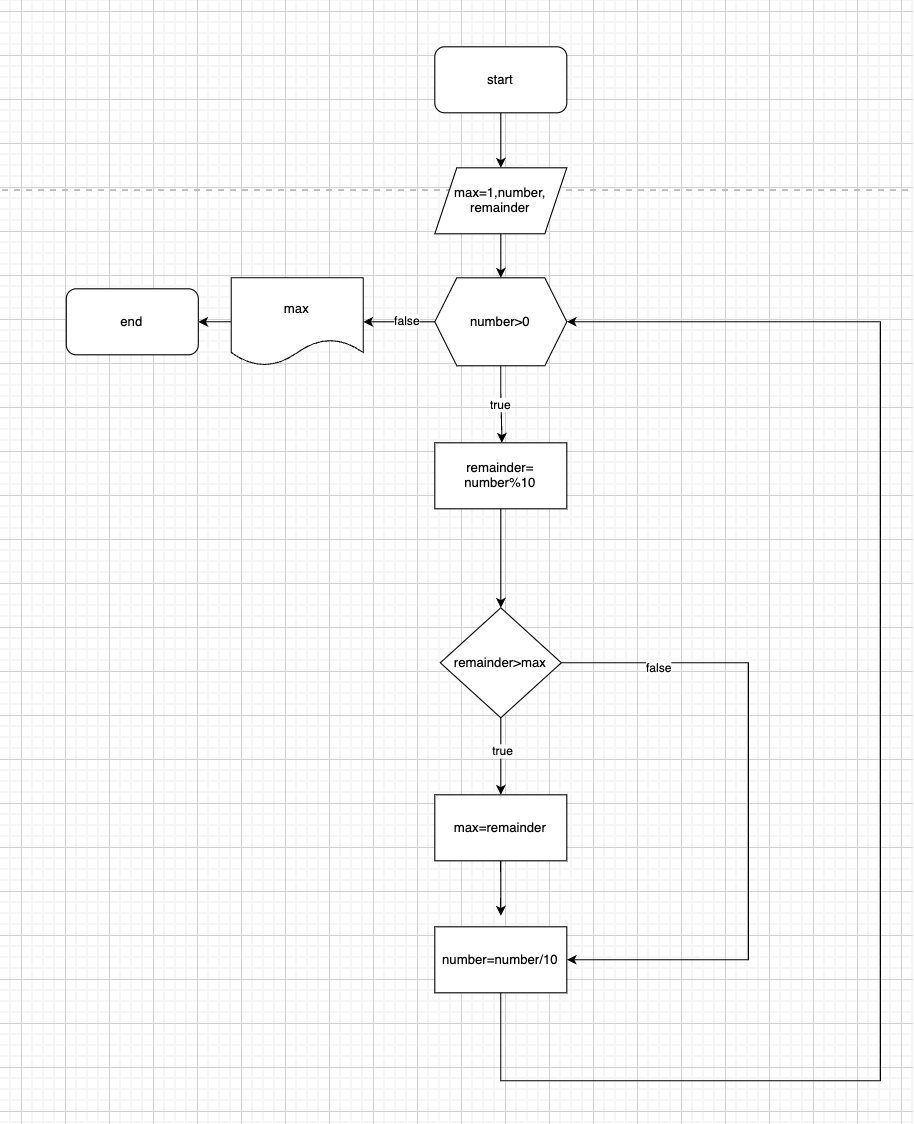 start
max=1,number,
remainder
number>0
false
max
end
true
remainder=
number%10
remainder>max
false
true
max=remainder
number=number/10